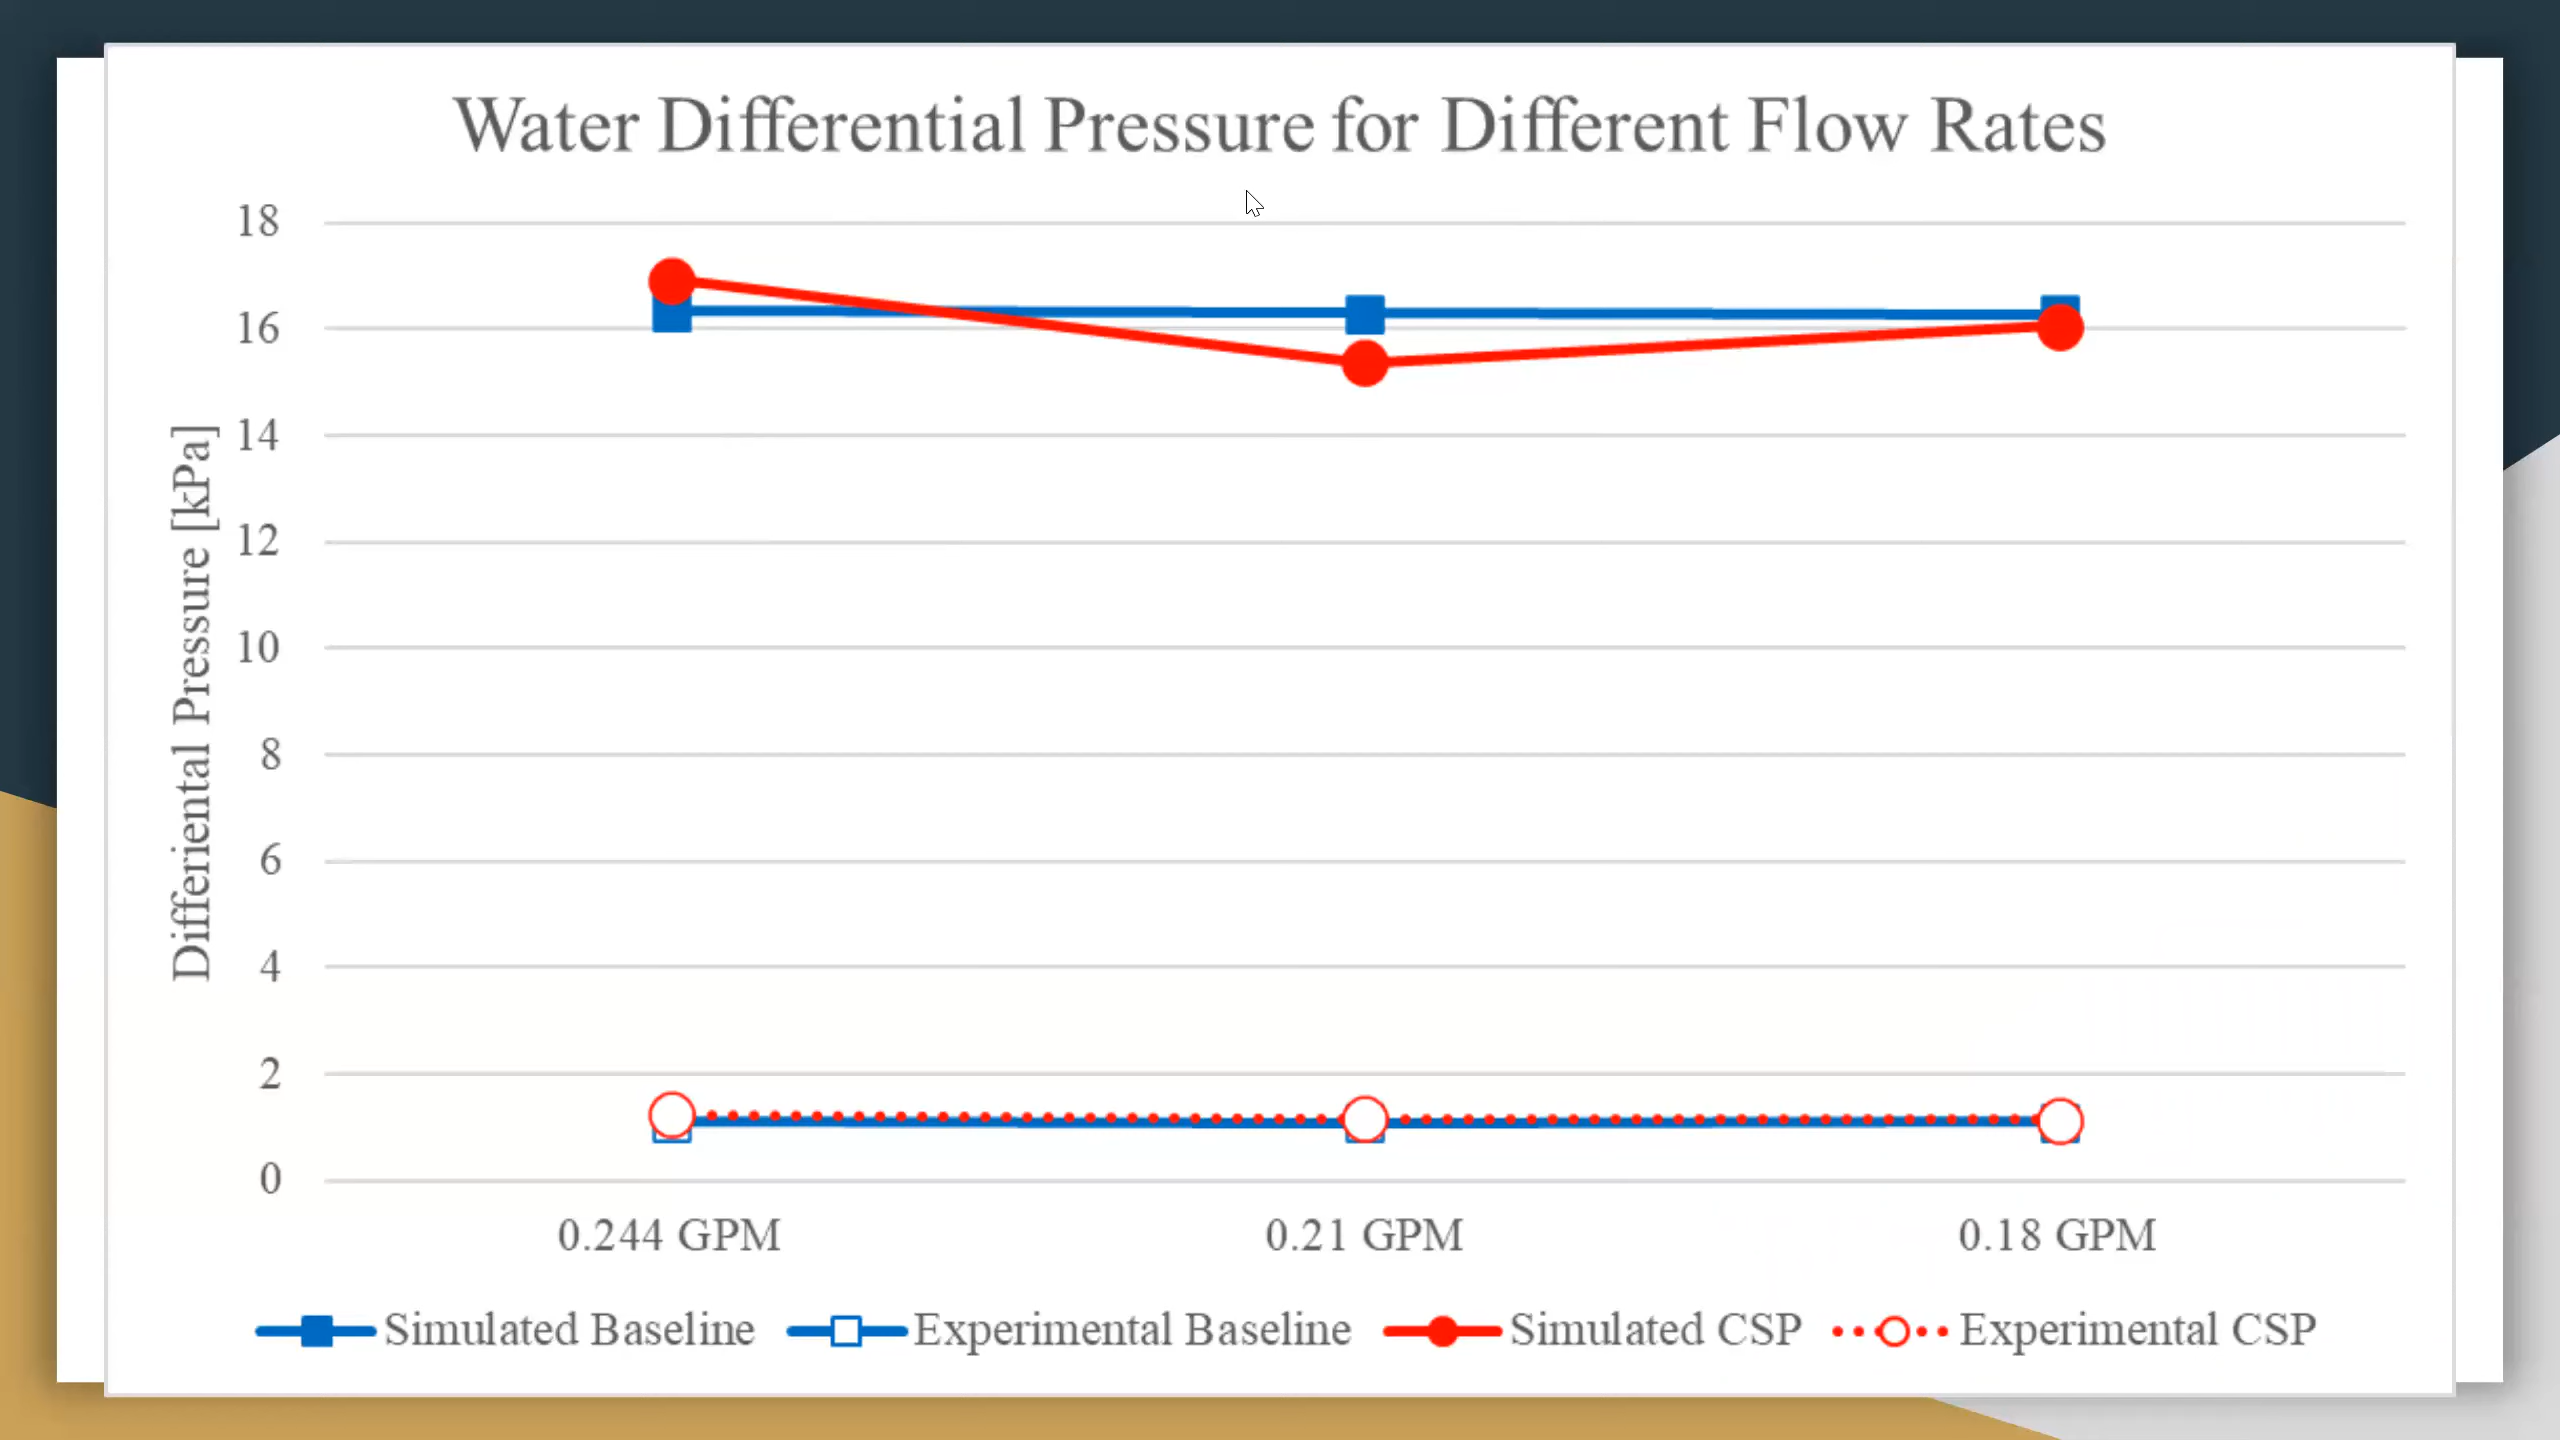 Water Differential Pressure for Different Flow Rates
Differiental Pressure [kPa]
18
16
14
12
10
8
6
4
2
0
0.244 GPM
0.21 GPM
0.18 GPM
Simulated Baseline
Experimental Baseline
Simulated CSP
Experimental CSP